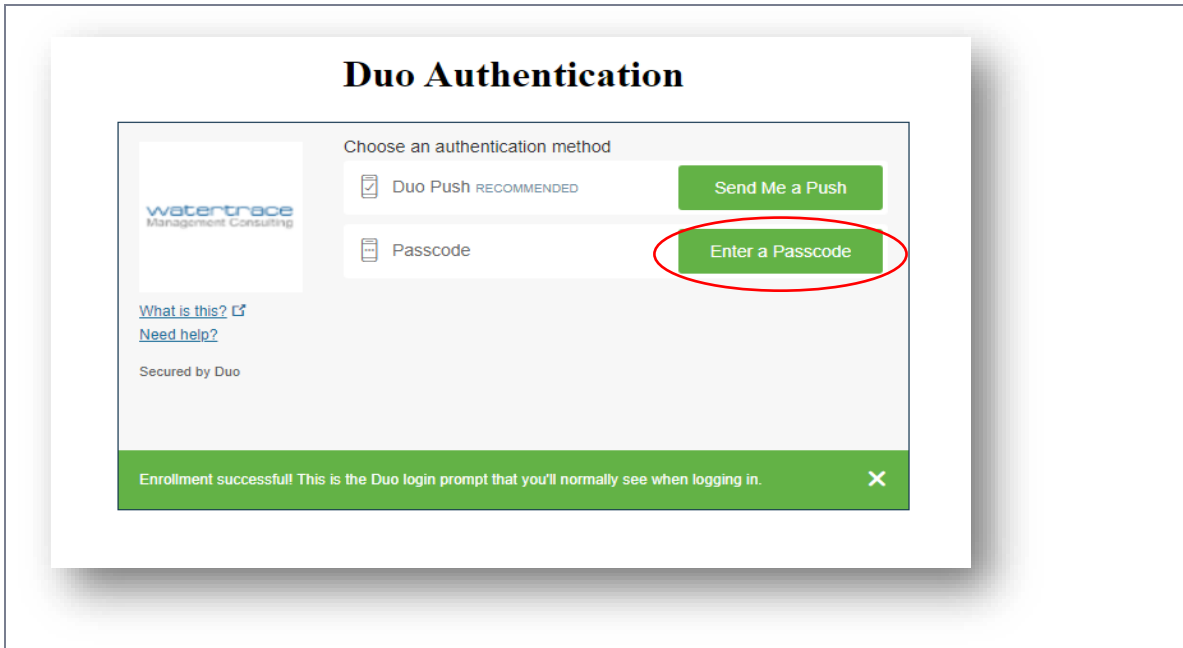 Duo Authentication
Choose an authentication method
Duo Push RECOMMENDED
Send Me a Push
Passcode
Enter a Passcode
watertrace
Management Consulting
What is this?
Need help?
Secured by Duo
Enrollment successful! This is the Duo login prompt that you'll normally see when logging in.